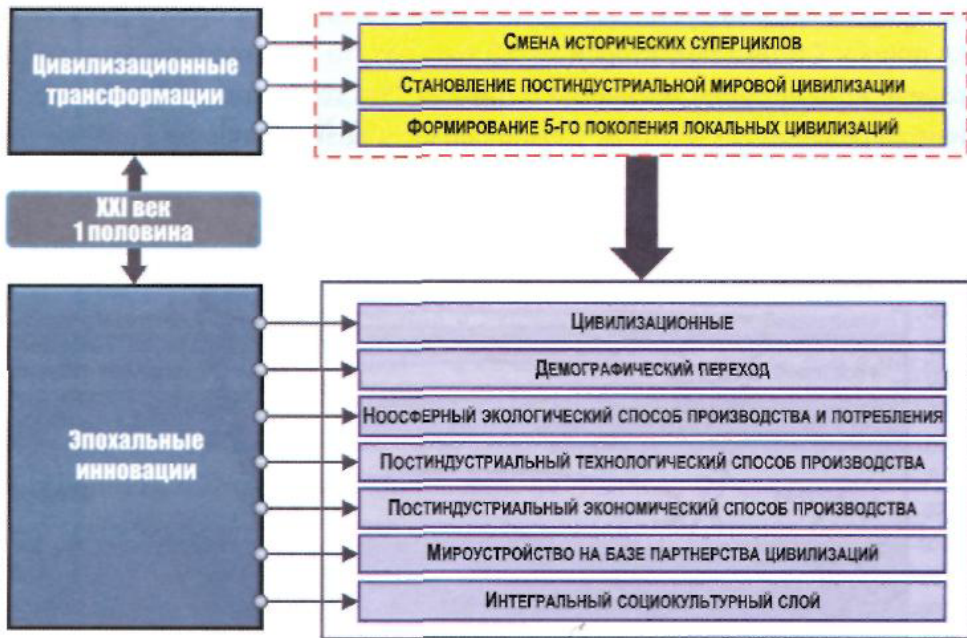 Цивилизационные
трансформации
СМЕНА ИСТОРИЧЕСКИХ СУПЕРЦИКЛОВ
СТАНОВЛЕНИЕ ПОСТИНДУСТРИАЛЬНОЙ МИРОВОЙ ЦИВИЛИЗАЦИИ
ФОРМИРОВАНИЕ 5-ГО ПОКОЛЕНИЯ ЛОКАЛЬНЫХ ЦИВИЛИЗАЦИЙ
XXI век
1 половина
Эпохальные
инновации
ЦИВИЛИЗАЦИОННЫЕ
ДЕМОГРАФИЧЕСКИЙ ПЕРЕХОД
НООСФЕРНЫЙ ЭКОЛОГИЧЕСКИЙ СПОСОБ ПРОИЗВОДСТВА И ПОТРЕБЛЕНИЯ
ПОСТИНДУСТРИАЛЬНЫЙ ТЕХНОЛОГИЧЕСКИЙ СПОСОБ ПРОИЗВОДСТВА
ПОСТИНДУСТРИАЛЬНЫЙ ЭКОНОМИЧЕСКИЙ СПОСОБ ПРОИЗВОДСТВА
МИРОУСТРОЙСТВО НА БАЗЕ ПАРТНЕРСТВА ЦИВИЛИЗАЦИЙ
ИНТЕГРАЛЬНЫЙ СОЦИОКУЛЬТУРНЫЙ СЛОЙ